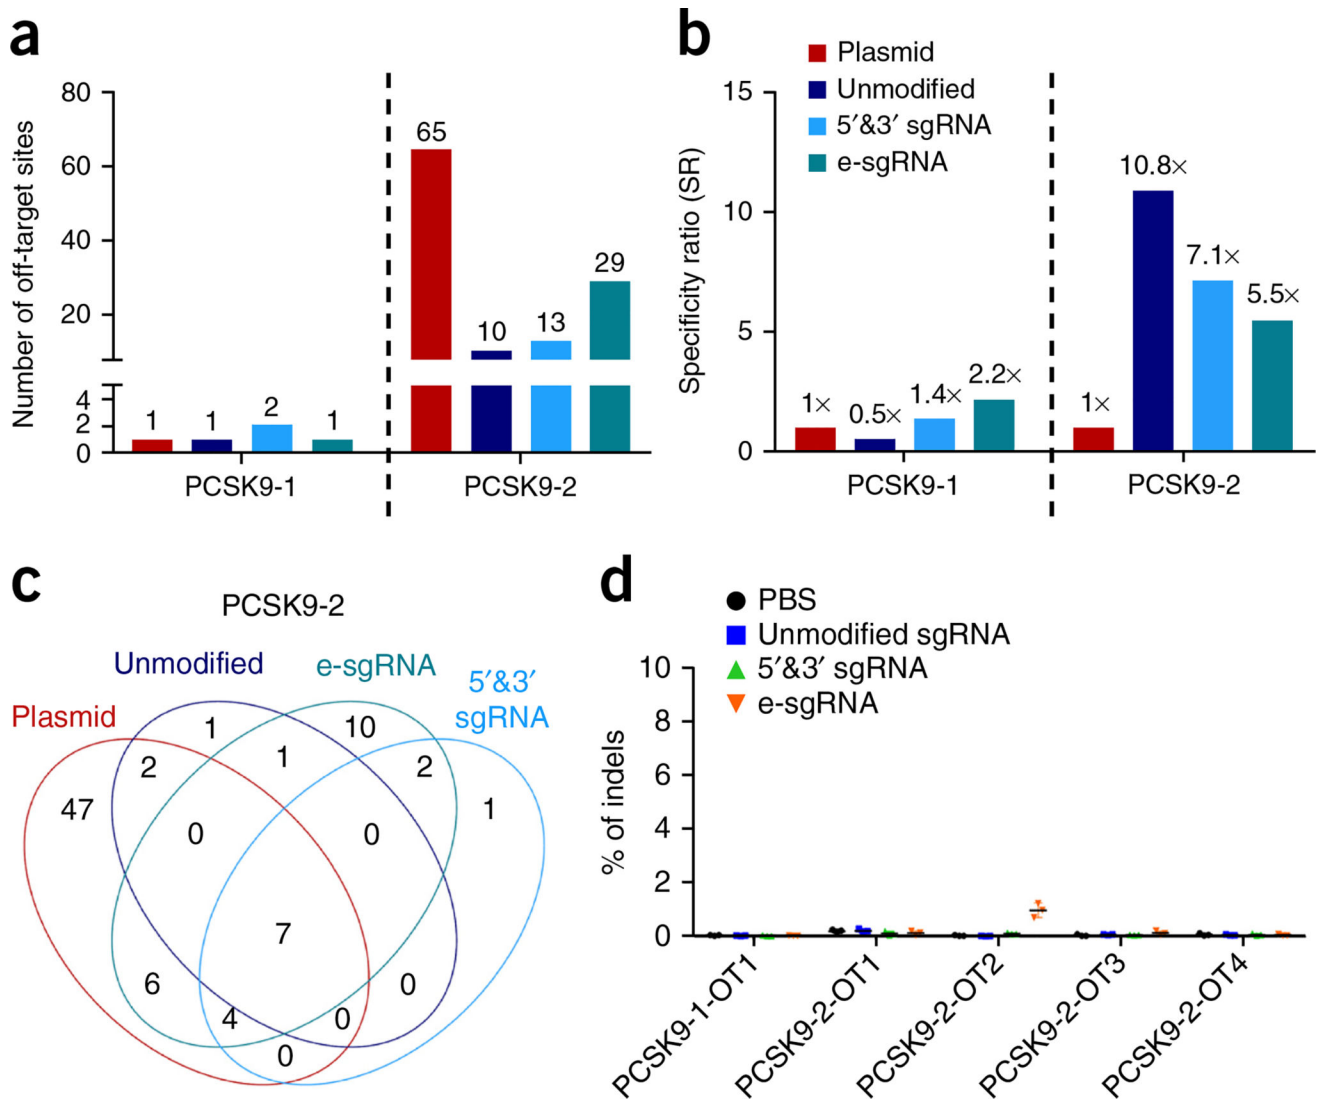 a
Number of off-target sites
80
60
40
20
4
2
0
65
10
13
29
1
1
2
1
PCSK9-1
PCSK9-2
b
Plasmid
Unmodified
5′&3′ sgRNA
e-sgRNA
Specificity ratio (SR)
15
10
5
0
1×
0.5×
1.4×
2.2×
1×
10.8×
7.1×
5.5×
PCSK9-1
PCSK9-2
c
PCSK9-2
Unmodified
e-sgRNA
5′&3′
sgRNA
Plasmid
1
10
2
1
2
47
1
0
0
7
6
0
4
0
0
d
PBS
Unmodified sgRNA
5′&3′ sgRNA
e-sgRNA
% of indels
10
8
6
4
2
0
PCSK9-1-OT1
PCSK9-2-OT1
PCSK9-2-OT2
PCSK9-2-OT3
PCSK9-2-OT4